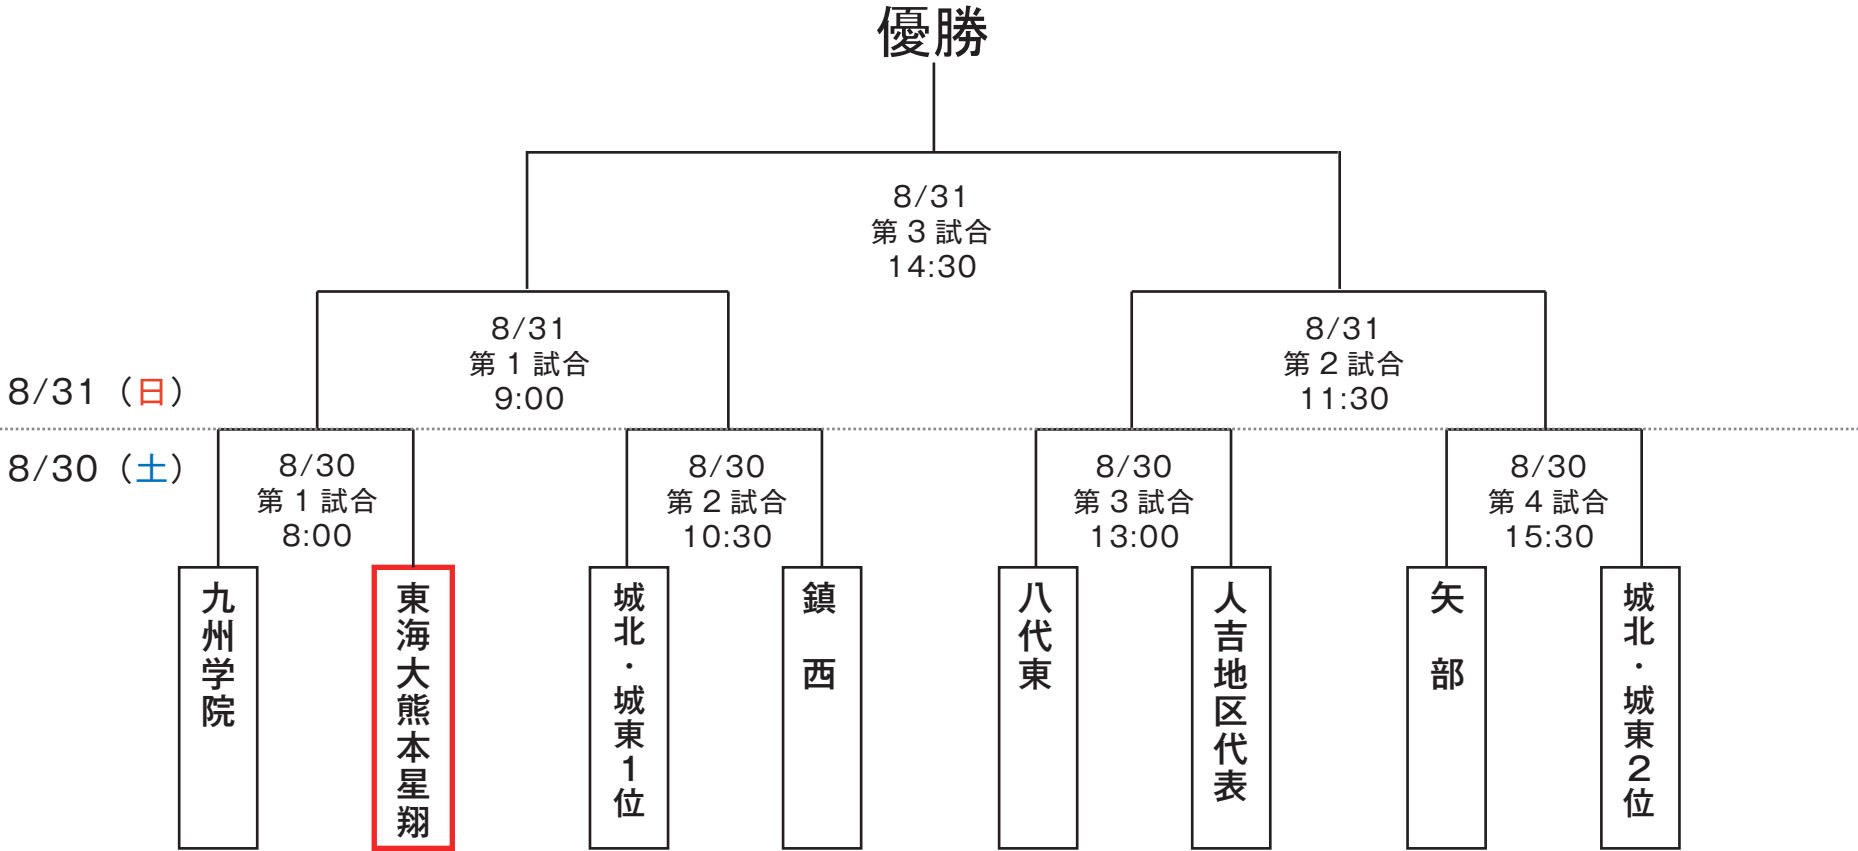 優勝
8/31
第 3 試合
14:30
8/31
第 1 試合
9:00
8/31
第 2 試合
11:30
8/31（日）
8/30（土）
8/30
第 1 試合
8:00
8/30
第 2 試合
10:30
8/30
第 3 試合
13:00
8/30
第 4 試合
15:30
九州学院
東海大熊本星翔
城北・城東1位
鎮　西
八代東
人吉地区代表
矢　部
城北・城東2位